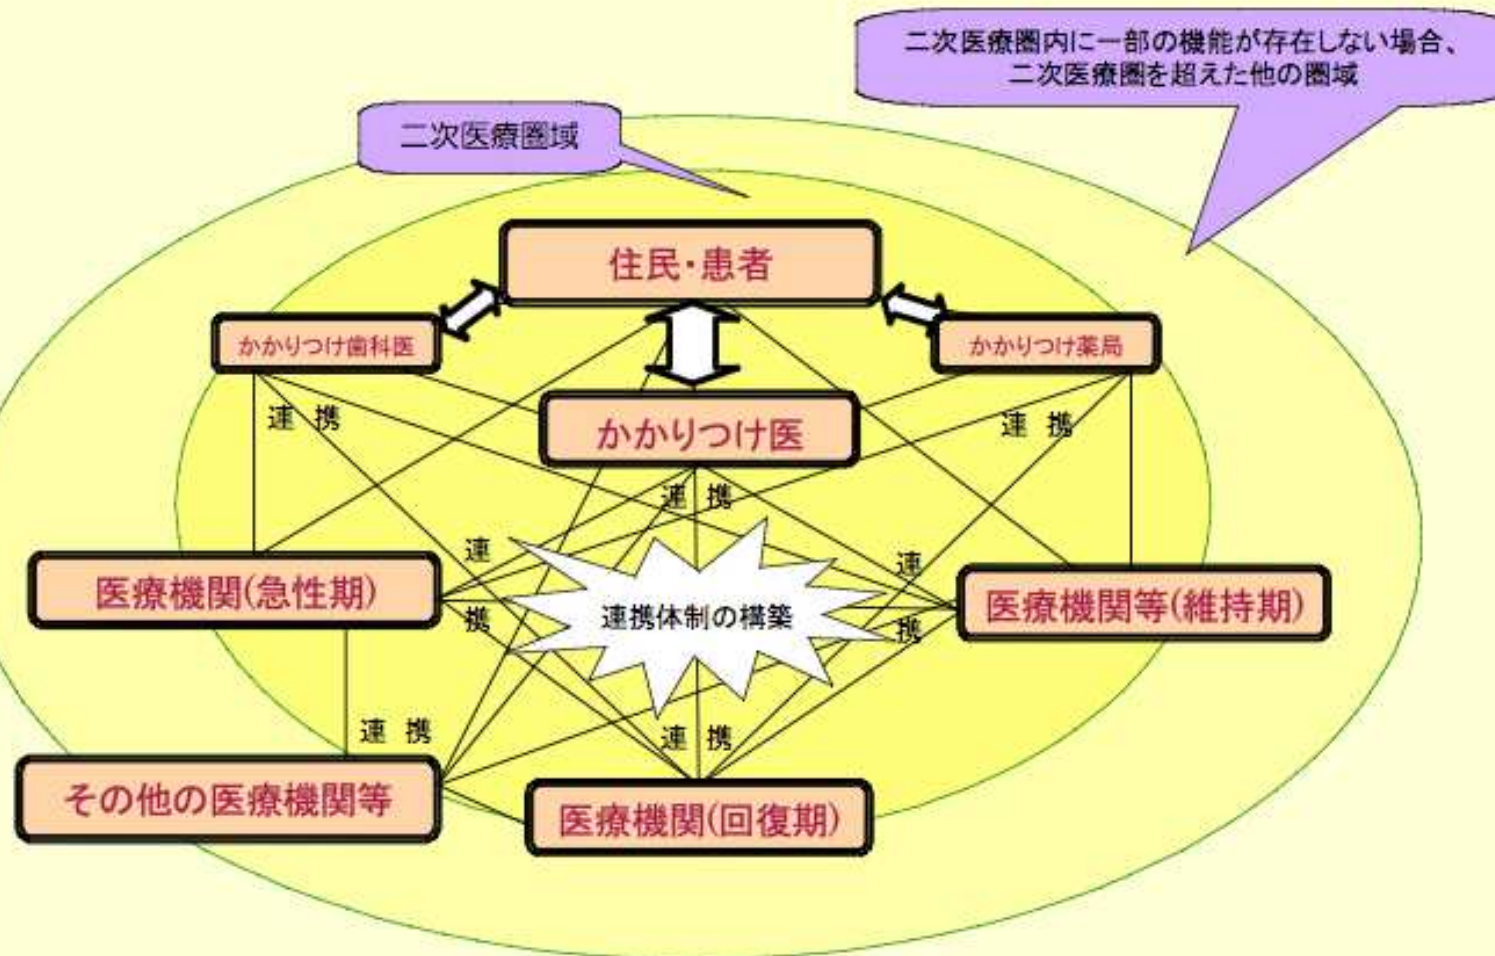 二次医療圏内に一部の機能が存在しない場合、
二次医療圏を超えた他の圏域
二次医療圏域
住民・患者
かかりつけ歯科医
かかりつけ薬局
かかりつけ医
連 携
連 携
連 携
連
携
連
携
医療機関(急性期)
連携体制の構築
医療機関等(維持期)
連 携
連 携
その他の医療機関等
医療機関(回復期)